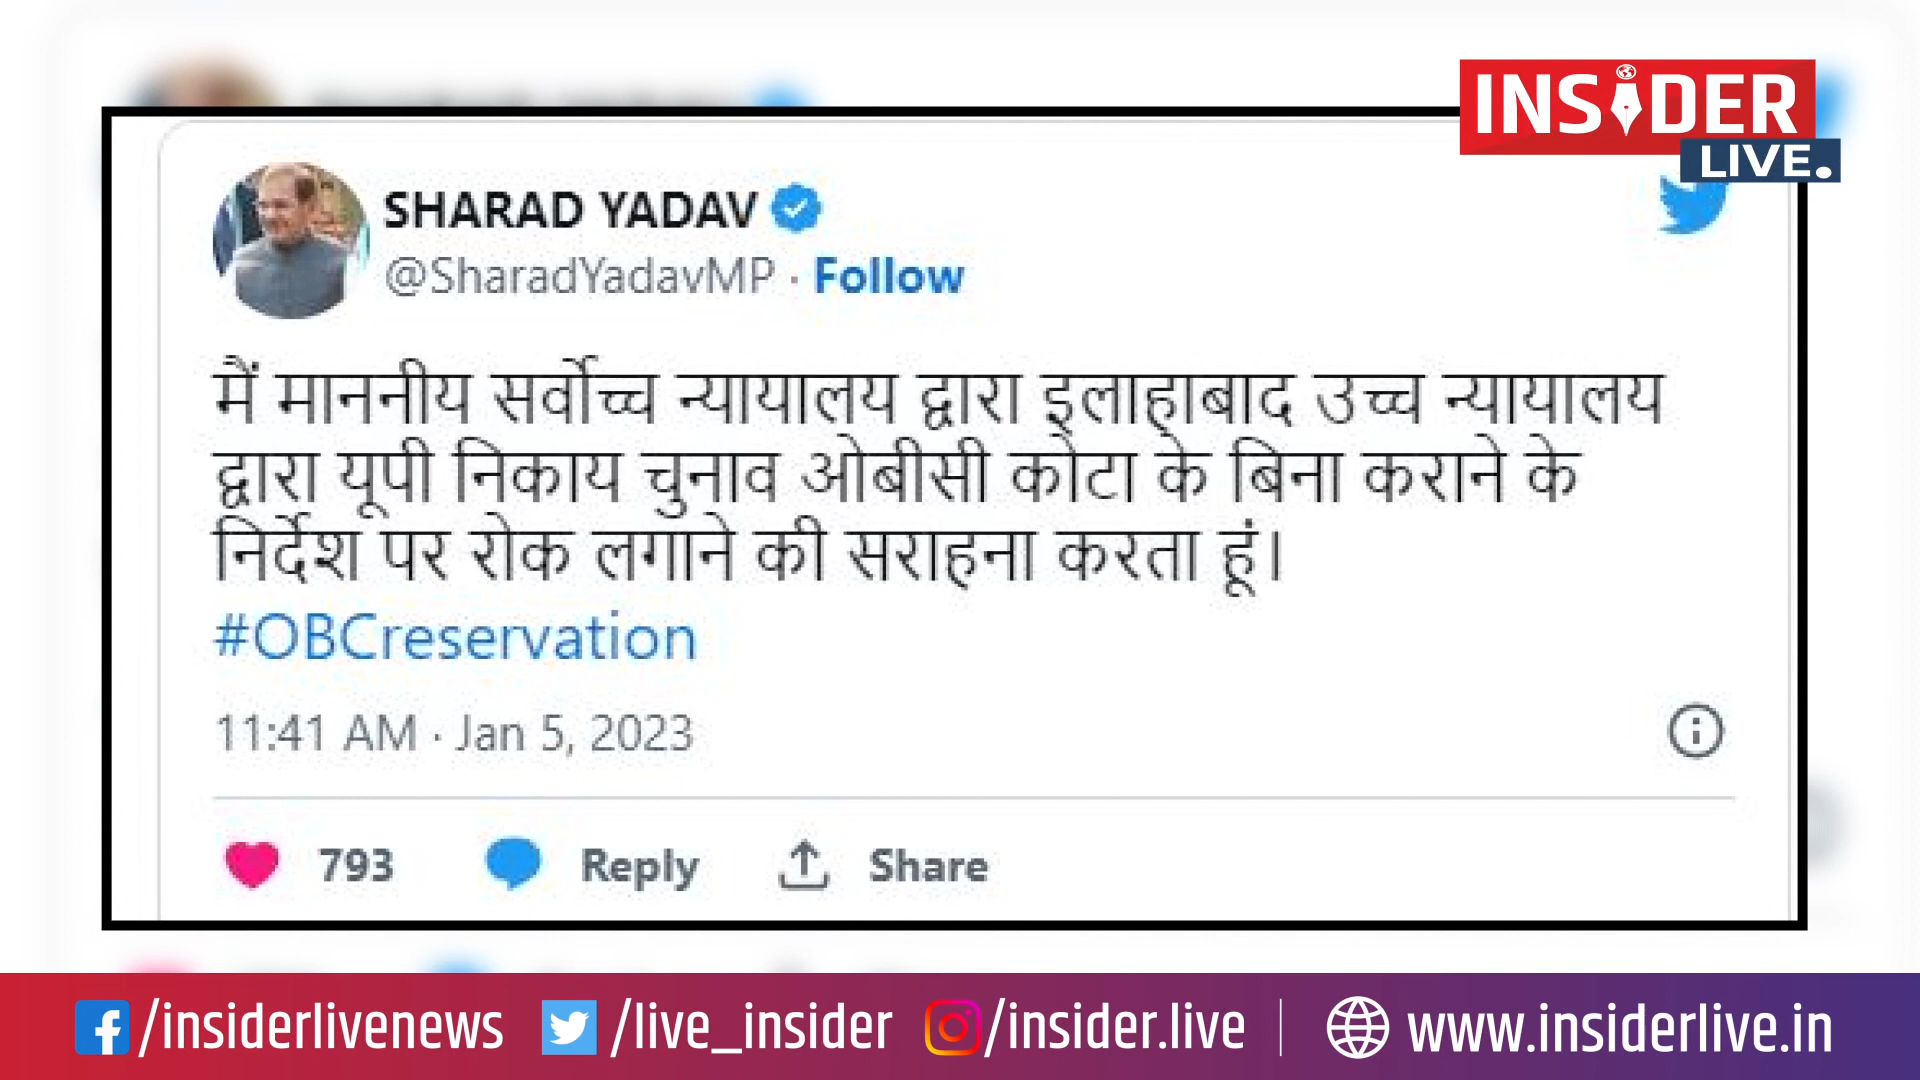 INSIDER
LIVE.
SHARAD YADAV
@SharadYadavMP · Follow
मैं माननीय सर्वोच्च न्यायालय द्वारा इलाहाबाद उच्च न्यायालय
द्वारा यूपी निकाय चुनाव ओबीसी कोटा के बिना कराने के
निर्देश पर रोक लगाने की सराहना करता हूं।
#OBCreservation
11:41 AM · Jan 5, 2023
793 Reply Share
/insiderlivenews /live_insider /insider.live | www.insiderlive.in